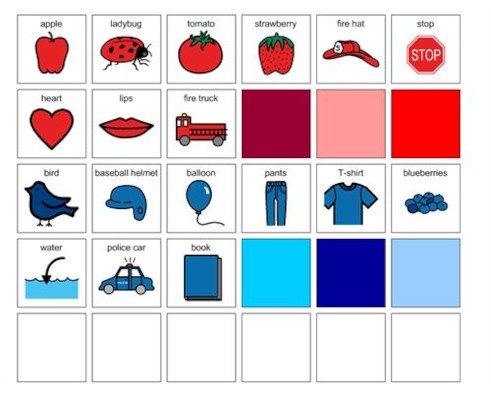 apple
ladybug
tomato
strawberry
fire hat
5
stop
STOP
heart
lips
fire truck
bird
baseball helmet
balloon
pants
T-shirt
blueberries
water
police car
book